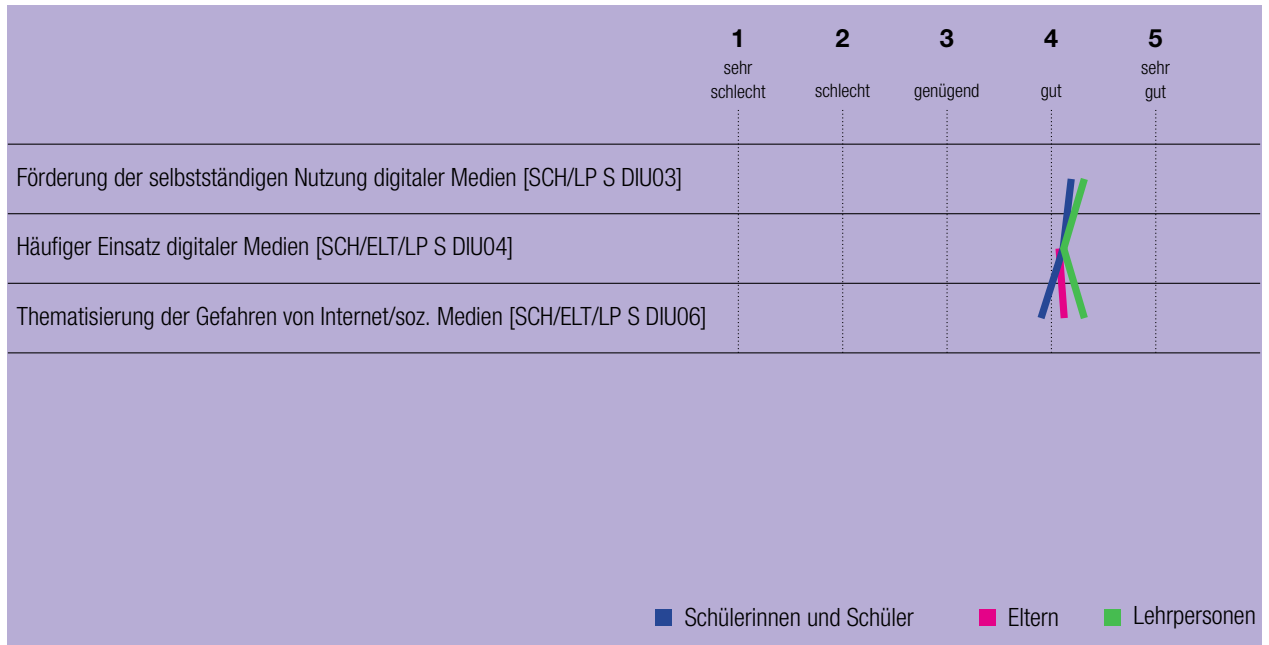 1 2 3 4 5
sehr schlecht schlecht genügend gut sehr gut
Förderung der selbstständigen Nutzung digitaler Medien [SCH/LP S DIU03]
Häufiger Einsatz digitaler Medien [SCH/ELT/LP S DIU04]
Thematisierung der Gefahren von Internet/soz. Medien [SCH/ELT/LP S DIU06]
Schülerinnen und Schüler Eltern Lehrpersonen